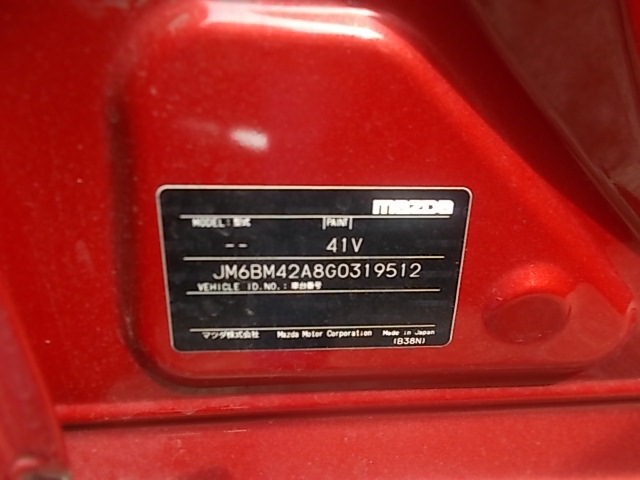 mazda
MODEL:型式 PAINT
-- 41V
JM6BM42A8G0319512
VEHICLE ID.NO.:車台番号
マツダ株式会社 Mazda Motor Corporation Made in Japan
(B38N)